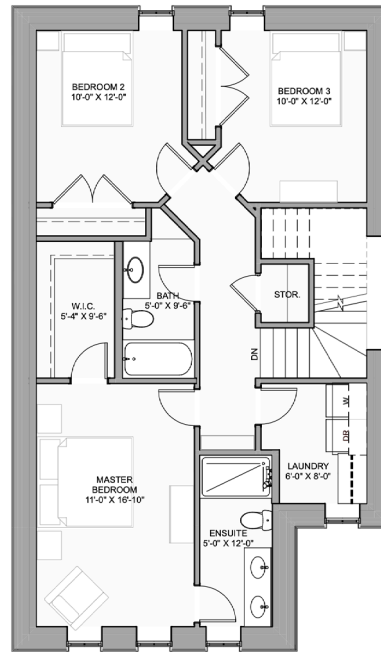 BEDROOM 2
10'-0" X 12'-0"
BEDROOM 3
10'-0" X 12'-0"
W.I.C.
5'-4" X 9'-6"
BATH
5'-0" X 9'-6"
STOR.
DN
W
DR
LAUNDRY
6'-0" X 8'-0"
MASTER
BEDROOM
11'-0" X 16'-10"
ENSUITE
5'-0" X 12'-0"